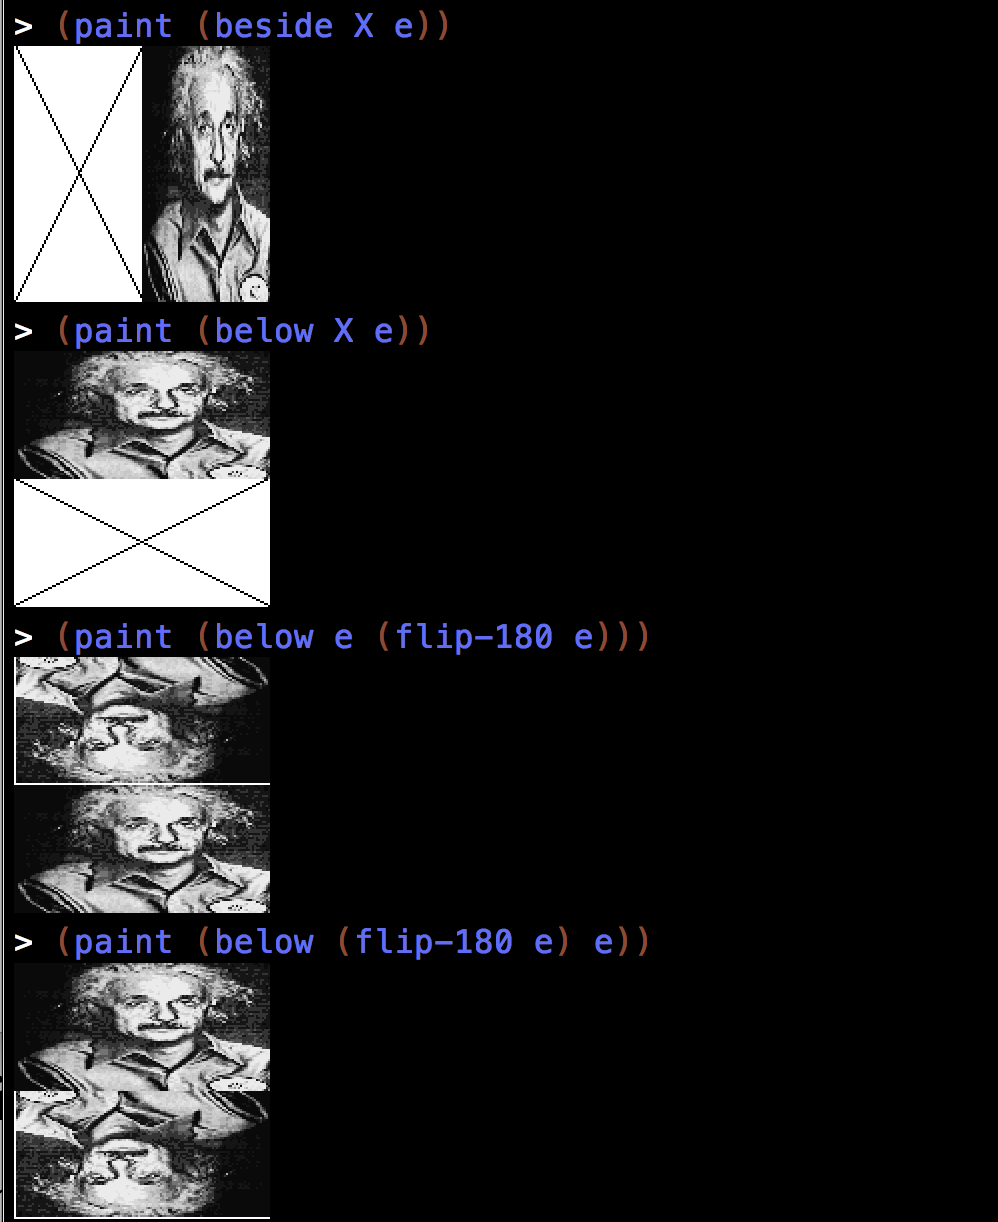 > (paint (beside X e))
> (paint (below X e))
> (paint (below e (flip-180 e)))
> (paint (below (flip-180 e) e))